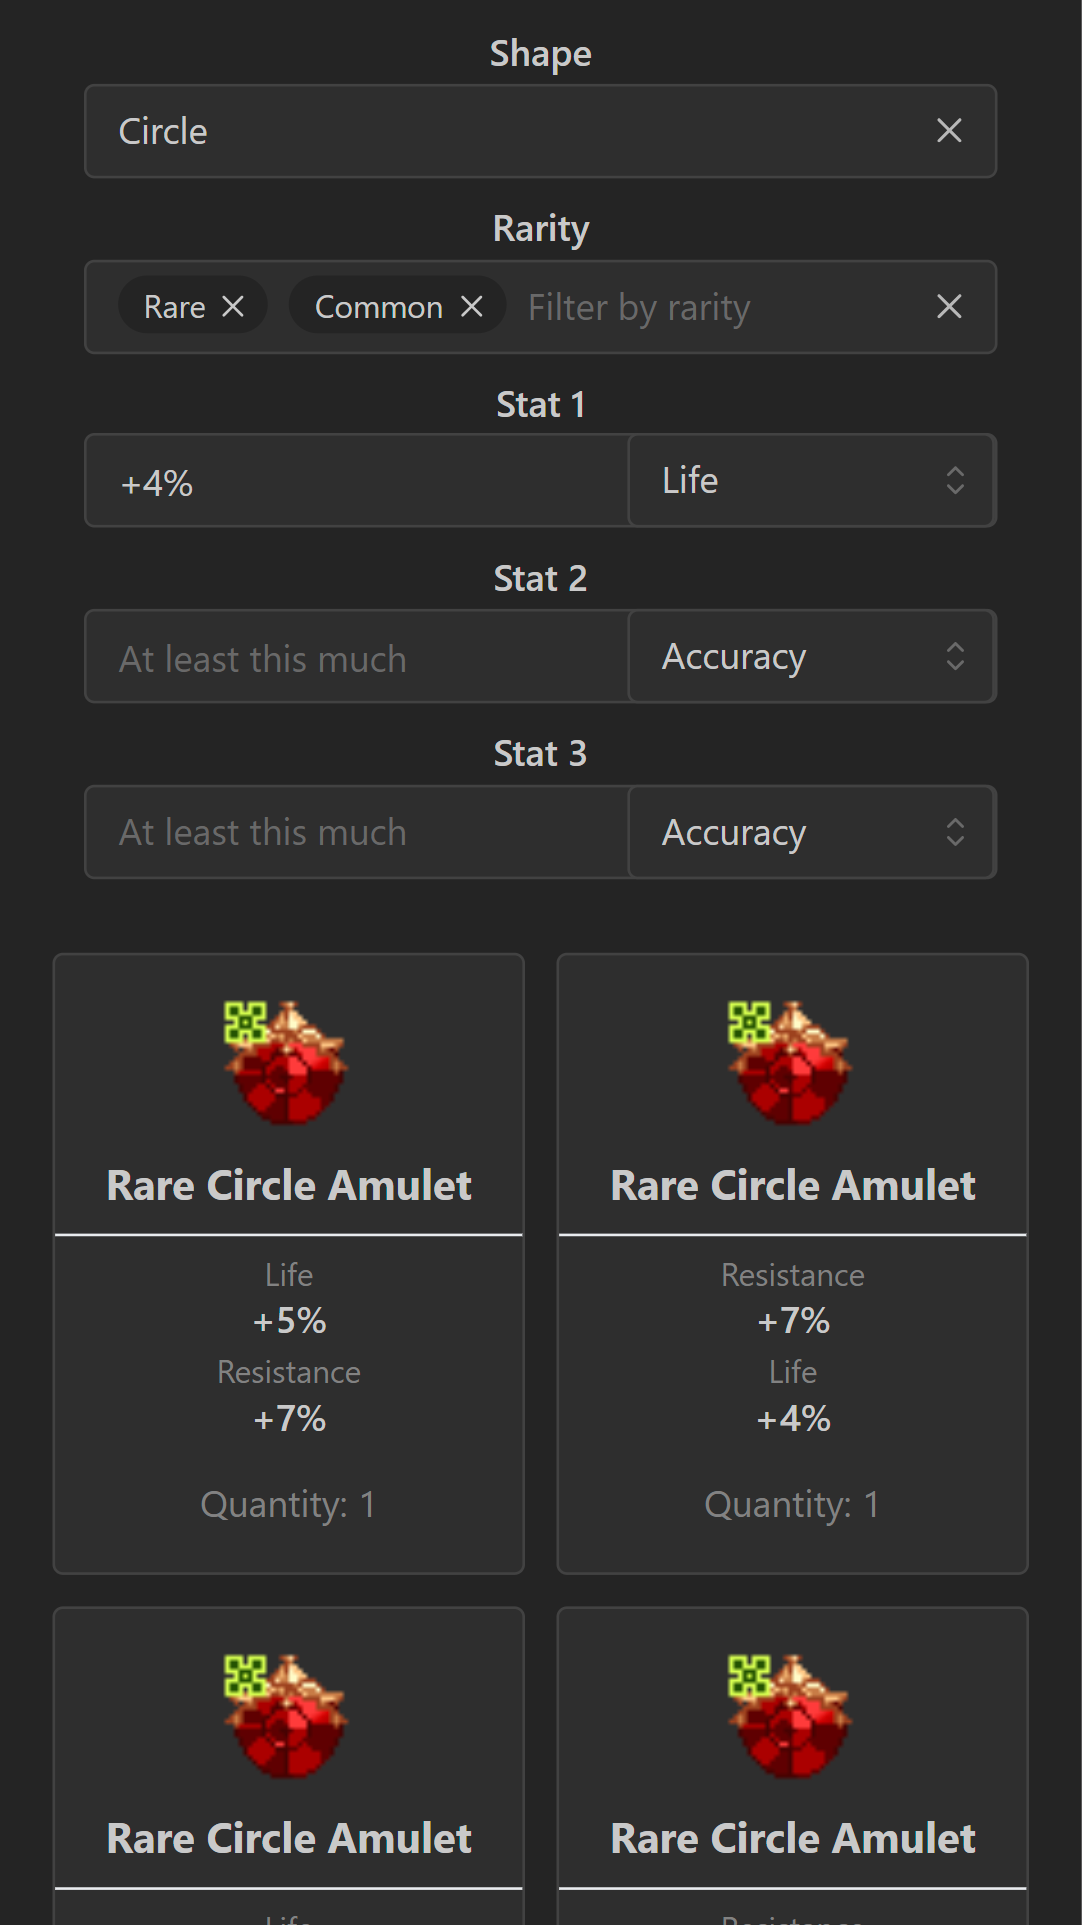 Shape
Circle
Rarity
Rare Common Filter by rarity
Stat 1
+4% Life
Stat 2
At least this much Accuracy
Stat 3
At least this much Accuracy
Rare Circle Amulet
Life
+5%
Resistance
+7%
Quantity: 1
Rare Circle Amulet
Resistance
+7%
Life
+4%
Quantity: 1
Rare Circle Amulet
Life
Rare Circle Amulet
Resistance